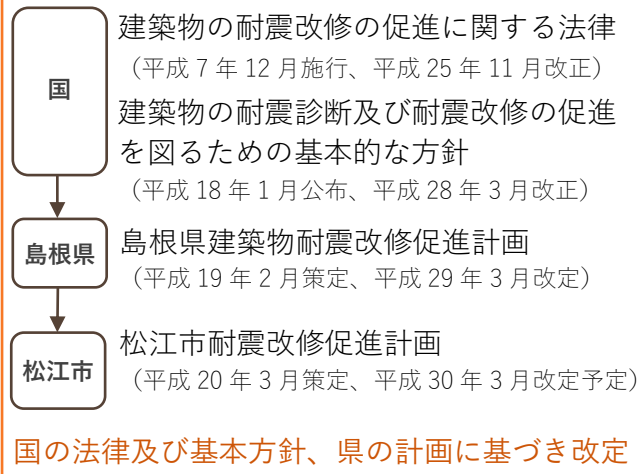 国
建築物の耐震改修の促進に関する法律
（平成 7 年 12 月施行、平成 25 年 11 月改正）
建築物の耐震診断及び耐震改修の促進
を図るための基本的な方針
（平成 18 年 1 月公布、平成 28 年 3 月改正）
島根県
島根県建築物耐震改修促進計画
（平成 19 年 2 月策定、平成 29 年 3 月改定）
松江市
松江市耐震改修促進計画
（平成 20 年 3 月策定、平成 30 年 3 月改定予定）
国の法律及び基本方針、県の計画に基づき改定